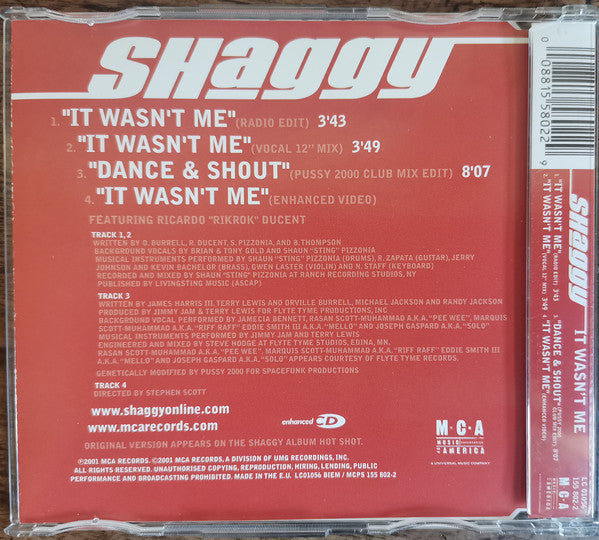 SHaggy
1. "IT WASN'T ME" (RADIO EDIT) 3'43
2. "IT WASN'T ME" (VOCAL 12" MIX) 3'49
3. "DANCE & SHOUT" (PUSSY 2000 CLUB MIX EDIT) 8'07
4. "IT WASN'T ME" (ENHANCED VIDEO)
FEATURING RICARDO "RIKROK" DUCENT
TRACK 1, 2
WRITTEN BY O. BURRELL, R. DUCENT, S. PIZZONIA, AND B.THOMPSON
BACKGROUND VOCALS BY BRIAN & TONY GOLD AND SHAUN "STING" PIZZONIA
MUSICAL INSTRUMENTS PERFORMED BY SHAUN "STING" PIZZONIA (DRUMS), R. ZAPATA (GUITAR), JERRY
JOHNSON AND KEVIN BACHELOR (BRASS), GWEN LASTER (VIOLIN) AND N. STAFF (KEYBOARD)
RECORDED AND MIXED BY SHAUN "STING" PIZZONIA AT RANCH RECORDING STUDIOS, NY
PUBLISHED BY LIVINGSTING MUSIC (ASCAP)
TRACK 3
WRITTEN BY JAMES HARRIS III, TERRY LEWIS AND ORVILLE BURRELL, MICHAEL JACKSON AND RANDY JACKSON
PRODUCED BY JIMMY JAM & TERRY LEWIS FOR FLYTE TYME PRODUCTIONS, INC
BACKGROUND VOCAL PERFORMED BY JAMECIA BENNETT, RASAN SCOTT-MUHAMMAD A.K.A. "PEE WEE", MARQUIS
SCOTT-MUHAMMAD A.K.A. "RIFF RAFF" EDDIE SMITH III A.K.A. "MELLO" AND JOSEPH GASPARD A.K.A. "SOLO"
MUSICAL INSTRUMENTS PERFORMED BY JIMMY JAM AND TERRY LEWIS
ENGINEERED AND MIXED BY STEVE HODGE AT FLYTE TYME STUDIOS, EDINA, MN.
RASAN SCOTT-MUHAMMAD A.K.A. "PEE WEE", MARQUIS SCOTT-MUHAMMAD A.K.A. "RIFF RAFF" EDDIE SMITH III
A.K.A. "MELLO" AND JOSEPH GASPARD A.K.A. "SOLO" APPEARS COURTESY OF FLYTE TYME RECORDS.
GENETICALLY MODIFIED BY PUSSY 2000 FOR SPACEFUNK PRODUCTIONS
TRACK 4
DIRECTED BY STEPHEN SCOTT
www.shaggyonline.com
www.mcarecords.com
enhanced CD
ORIGINAL VERSION APPEARS ON THE SHAGGY ALBUM HOT SHOT.
M·C·A
MUSIC
AMERICA
A UNIVERSAL MUSIC COMPANY
℗2001 MCA RECORDS. ©2001 MCA RECORDS, A DIVISION OF UMG RECORDINGS, INC.
ALL RIGHTS RESERVED. UNAUTHORISED COPYING, REPRODUCTION, HIRING, LENDING, PUBLIC
PERFORMANCE AND BROADCASTING PROHIBITED. MADE IN THE E.U. LC01056 BIEM / MCPS 155 802-2
0 08815 58022 9
SHaggy
IT WASN'T ME
1. "IT WASN'T ME" (RADIO EDIT) 3'43
2. "IT WASN'T ME" (VOCAL 12" MIX) 3'49
3. "DANCE & SHOUT" (PUSSY 2000 CLUB MIX EDIT) 8'07
4. "IT WASN'T ME" (ENHANCED VIDEO)
LC 01056
155 802-2
M·C·A
MUSIC
AMERICA